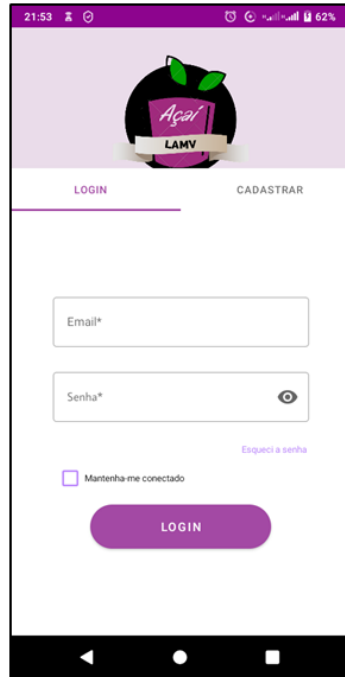 21:53
62%
Açaí
LAMV
LOGIN
CADASTRAR
Email*
Senha*
Esqueci a senha
Mantenha-me conectado
LOGIN